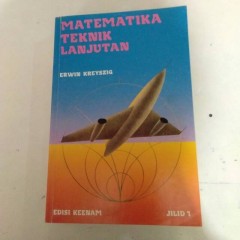 MATEMATIKA
TEKNIK
LANJUTAN
ERWIN KREYSZIG
EDISI KEENAM
JILID 1